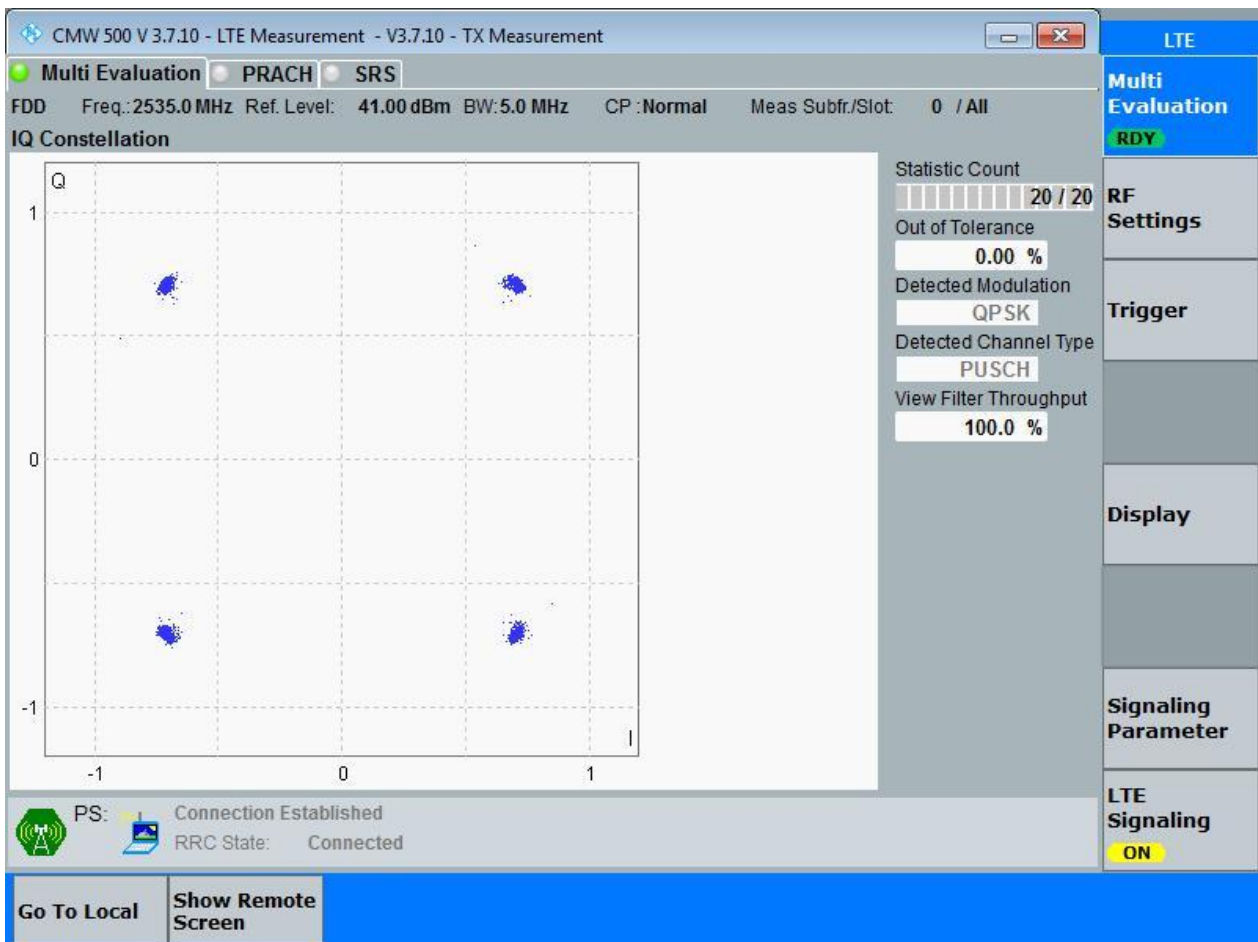 CMW 500 V 3.7.10 - LTE Measurement - V3.7.10 - TX Measurement
LTE
Multi Evaluation PRACH SRS
Multi
Evaluation
RDY
FDD Freq.:2535.0 MHz Ref. Level: 41.00 dBm BW:5.0 MHz CP :Normal Meas Subfr./Slot: 0 / All
IQ Constellation
Q
1
0
-1
I
-1 0 1
Statistic Count
20 / 20
Out of Tolerance
0.00 %
Detected Modulation
QPSK
Detected Channel Type
PUSCH
View Filter Throughput
100.0 %
RF
Settings
Trigger
Display
Signaling
Parameter
LTE
Signaling
ON
PS: Connection Established
RRC State: Connected
Go To Local
Show Remote
Screen